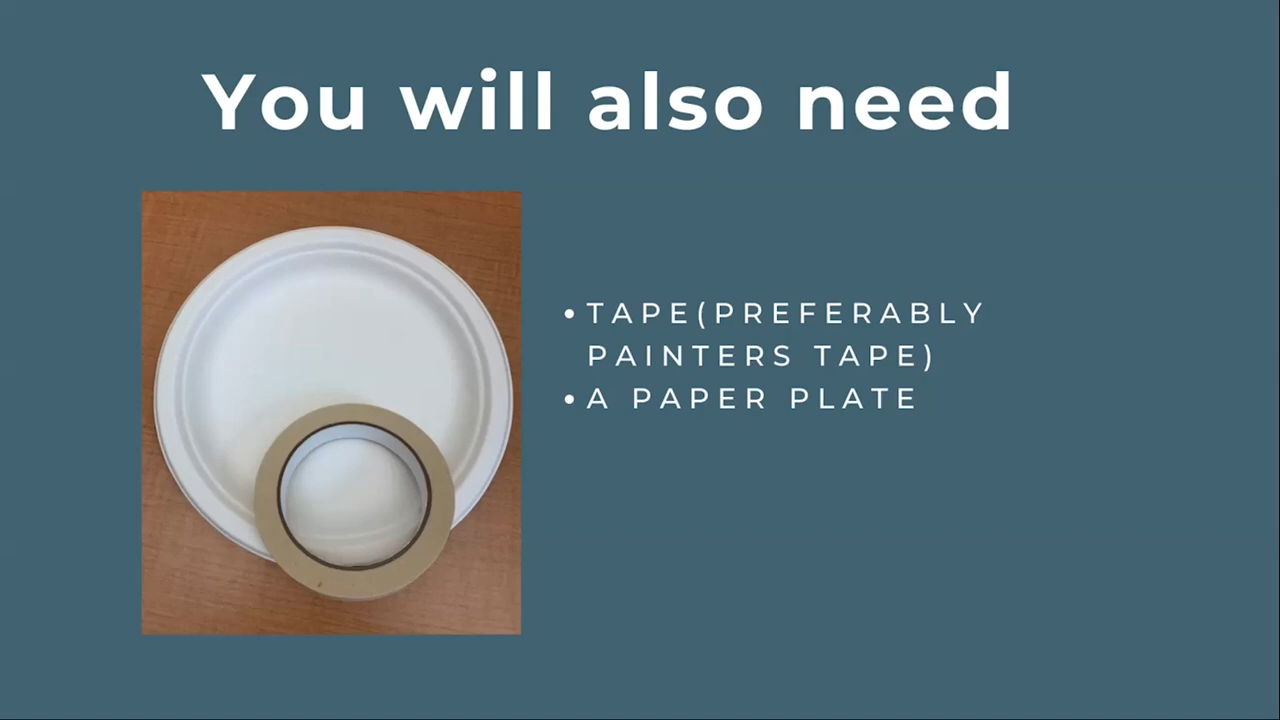 You will also need
• TAPE(PREFERABLY
PAINTERS TAPE)
• A PAPER PLATE